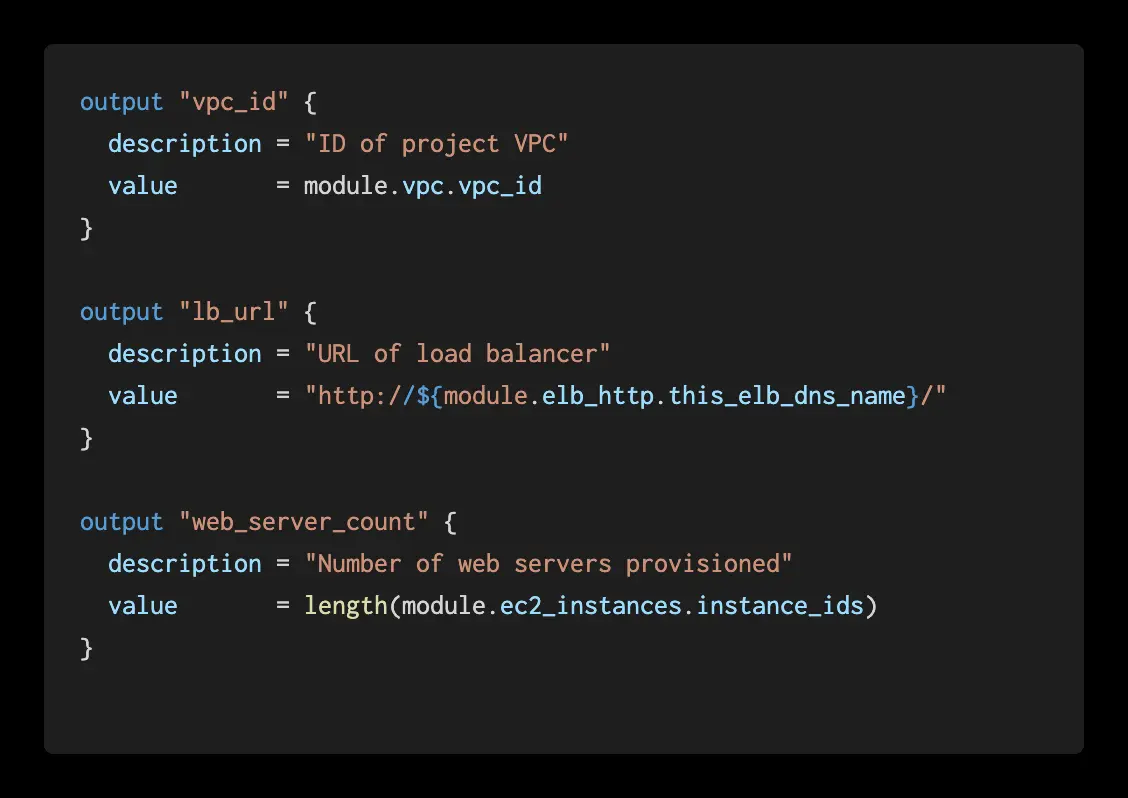 output "vpc_id" {
  description = "ID of project VPC"
  value       = module.vpc.vpc_id
}

output "lb_url" {
  description = "URL of load balancer"
  value       = "http://${module.elb_http.this_elb_dns_name}/"
}

output "web_server_count" {
  description = "Number of web servers provisioned"
  value       = length(module.ec2_instances.instance_ids)
}